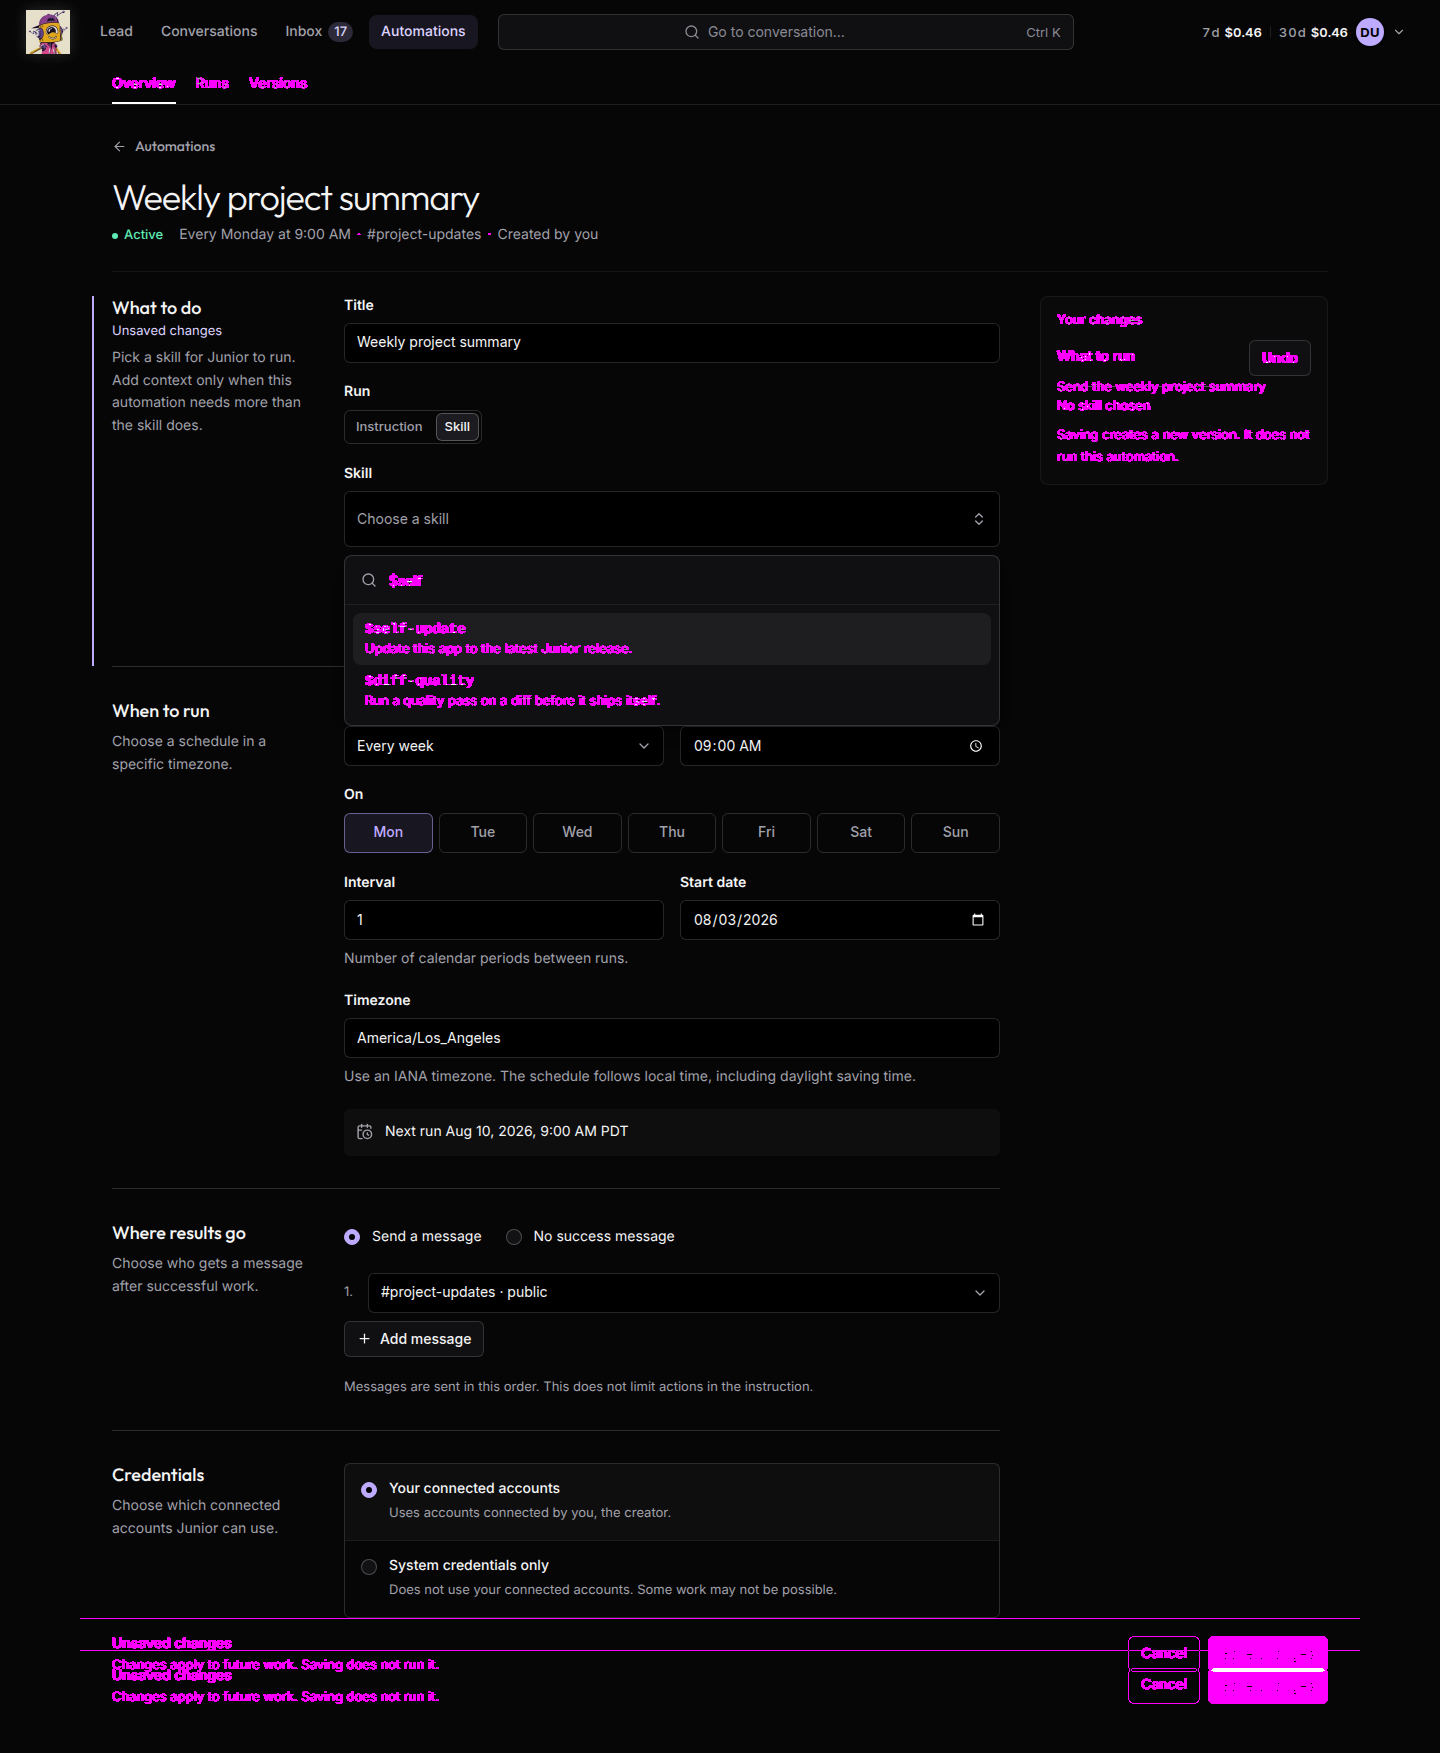 Lead Conversations Inbox 17 Automations Go to conversation... Ctrl K 7d $0.46 30d $0.46 DU
Overview Runs Versions
Automations
Weekly project summary
Active Every Monday at 9:00 AM · #project-updates · Created by you
What to do
Unsaved changes
Pick a skill for Junior to run.
Add context only when this
automation needs more than
the skill does.
Title
Weekly project summary
Run
Instruction Skill
Skill
Choose a skill
$self
$self-update
Update this app to the latest Junior release.
$diff-quality
Run a quality pass on a diff before it ships itself.
Your changes
What to run Undo
Send the weekly project summary
No skill chosen
Saving creates a new version. It does not
run this automation.
When to run
Choose a schedule in a
specific timezone.
Every week 09:00 AM
On
Mon Tue Wed Thu Fri Sat Sun
Interval Start date
1 08/03/2026
Number of calendar periods between runs.
Timezone
America/Los_Angeles
Use an IANA timezone. The schedule follows local time, including daylight saving time.
Next run Aug 10, 2026, 9:00 AM PDT
Where results go
Choose who gets a message
after successful work.
Send a message No success message
1. #project-updates · public
Add message
Messages are sent in this order. This does not limit actions in the instruction.
Credentials
Choose which connected
accounts Junior can use.
Your connected accounts
Uses accounts connected by you, the creator.
System credentials only
Does not use your connected accounts. Some work may not be possible.
Unsaved changes
Changes apply to future work. Saving does not run it.
Cancel
Unsaved changes
Changes apply to future work. Saving does not run it.
Cancel